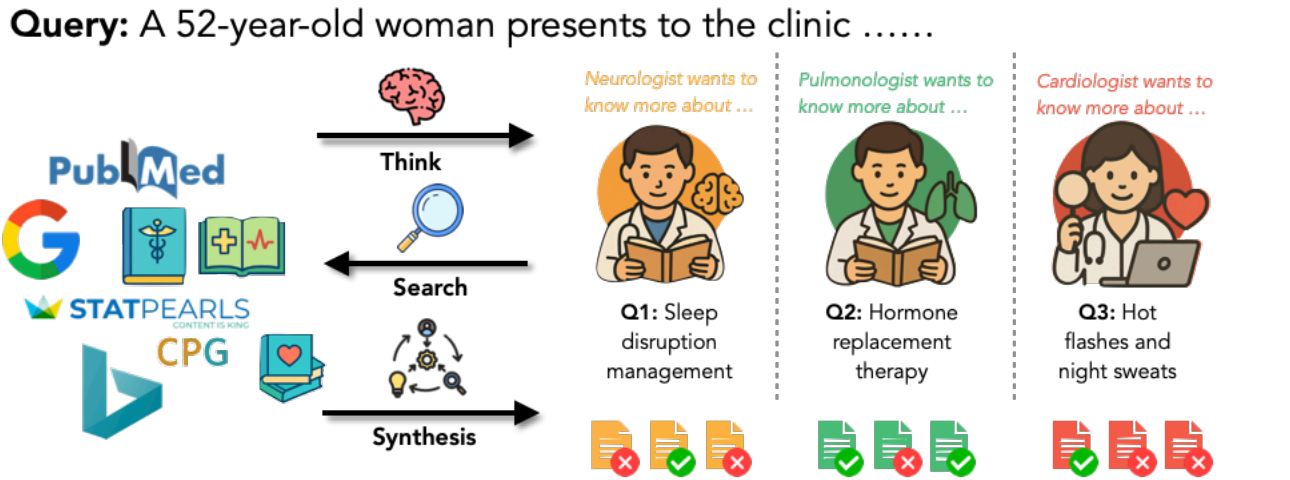 Query: A 52-year-old woman presents to the clinic ......
Neurologist wants to
know more about ...
Pulmonologist wants to
know more about ...
Cardiologist wants to
know more about ...
Think
PubMed
Search
STATPEARLS
CONTENT IS KING
CPG
Synthesis
Q1: Sleep
disruption
management
Q2: Hormone
replacement
therapy
Q3: Hot
flashes and
night sweats